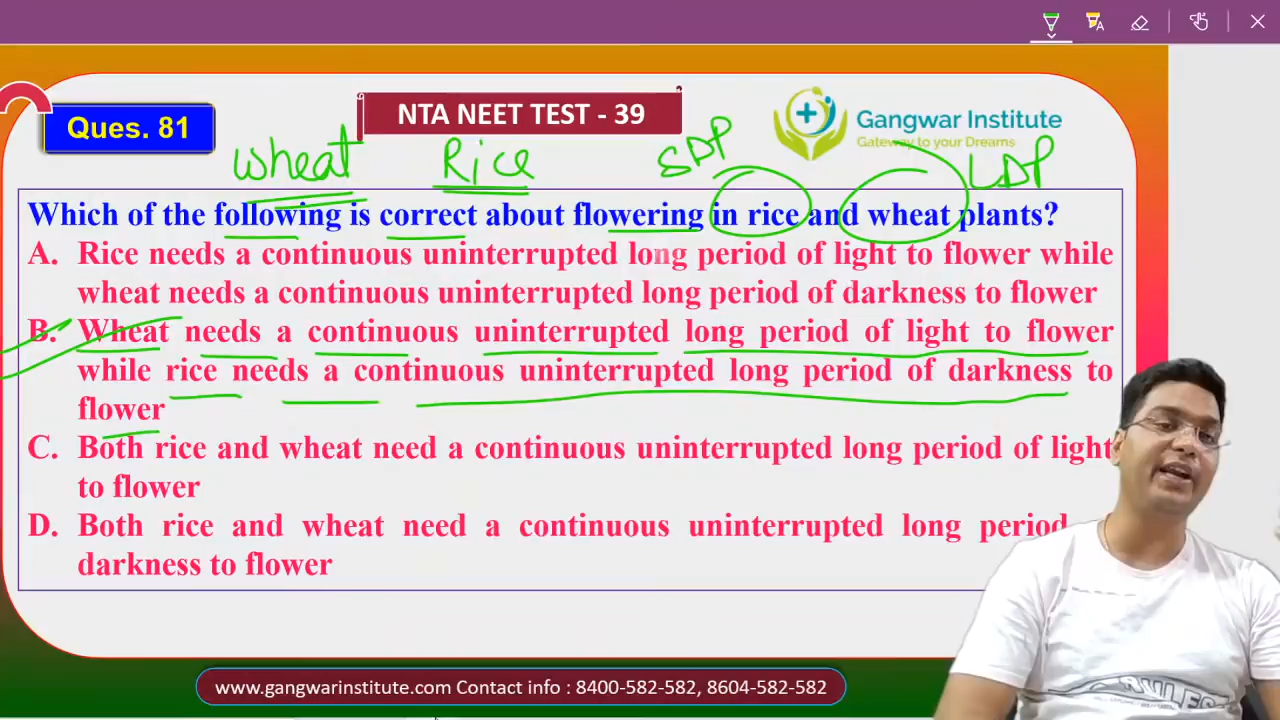 Ques. 81
NTA NEET TEST - 39
Gangwar Institute
Gateway to your Dreams
wheat Rice SDP LDP
Which of the following is correct about flowering in rice and wheat plants?
A. Rice needs a continuous uninterrupted long period of light to flower while
wheat needs a continuous uninterrupted long period of darkness to flower
B. Wheat needs a continuous uninterrupted long period of light to flower
while rice needs a continuous uninterrupted long period of darkness to
flower
C. Both rice and wheat need a continuous uninterrupted long period of light
to flower
D. Both rice and wheat need a continuous uninterrupted long period
darkness to flower
www.gangwarinstitute.com Contact info : 8400-582-582, 8604-582-582